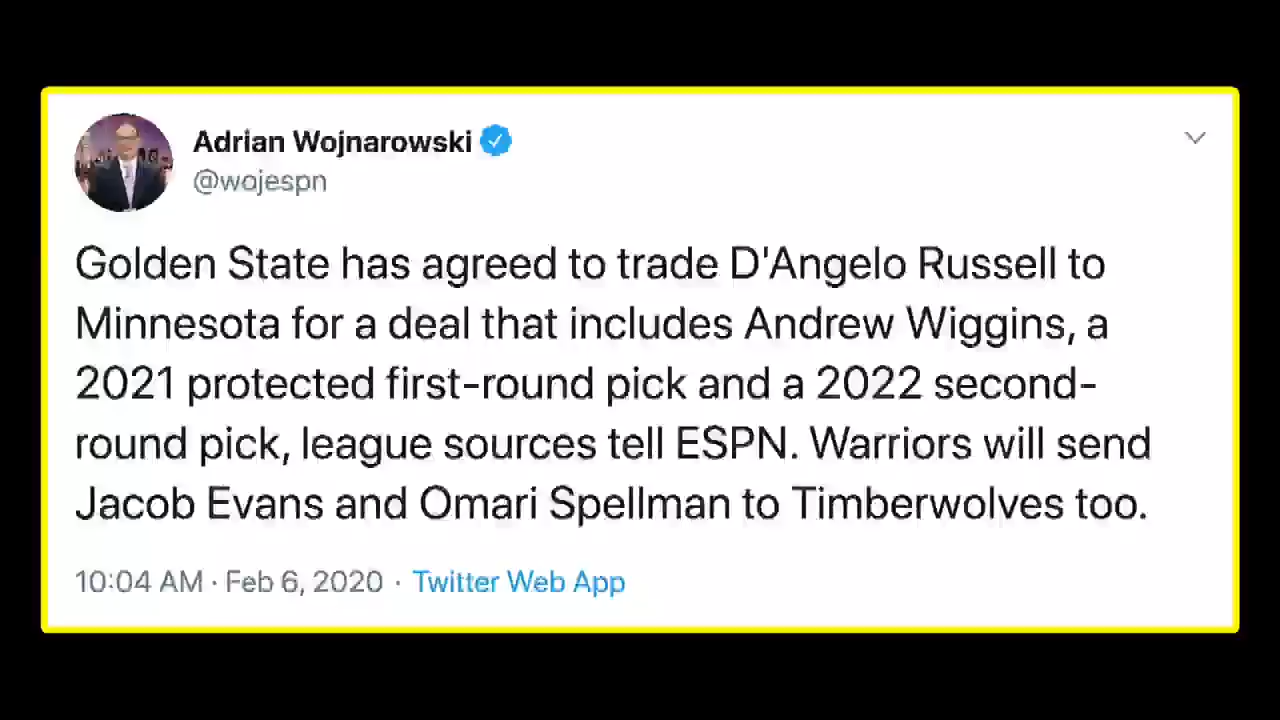 Adrian Wojnarowski
@wojespn
Golden State has agreed to trade D'Angelo Russell to
Minnesota for a deal that includes Andrew Wiggins, a
2021 protected first-round pick and a 2022 second-
round pick, league sources tell ESPN. Warriors will send
Jacob Evans and Omari Spellman to Timberwolves too.
10:04 AM · Feb 6, 2020 · Twitter Web App